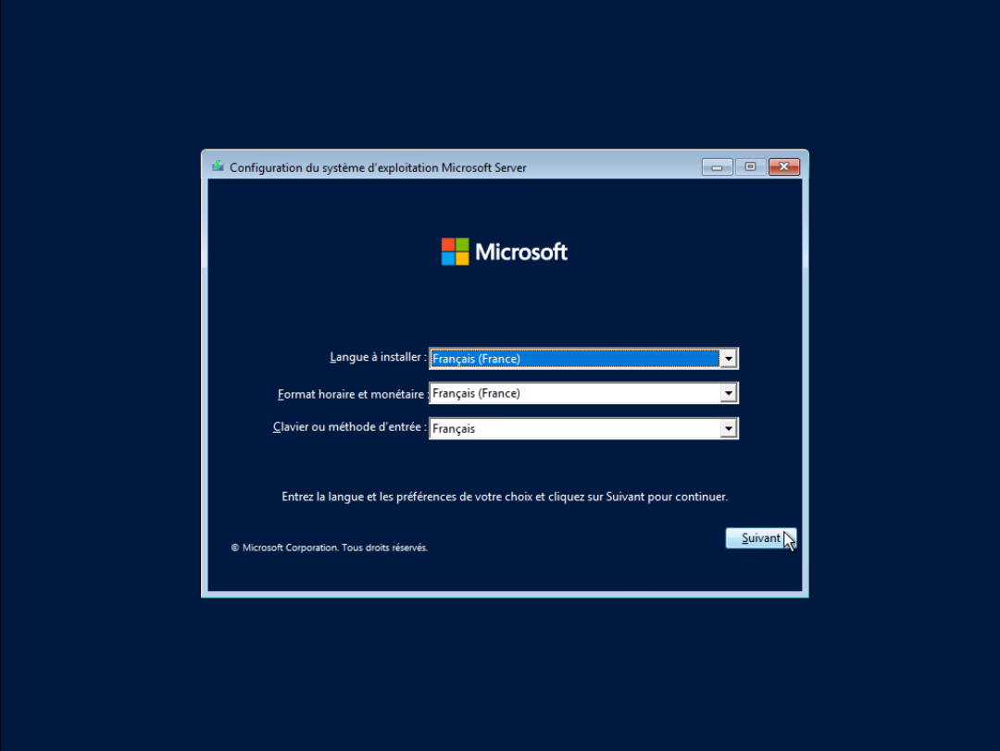 Configuration du système d'exploitation Microsoft Server
Microsoft
Langue à installer : Français (France)
Format horaire et monétaire : Français (France)
Clavier ou méthode d'entrée : Français
Entrez la langue et les préférences de votre choix et cliquez sur Suivant pour continuer.
Suivant
© Microsoft Corporation. Tous droits réservés.